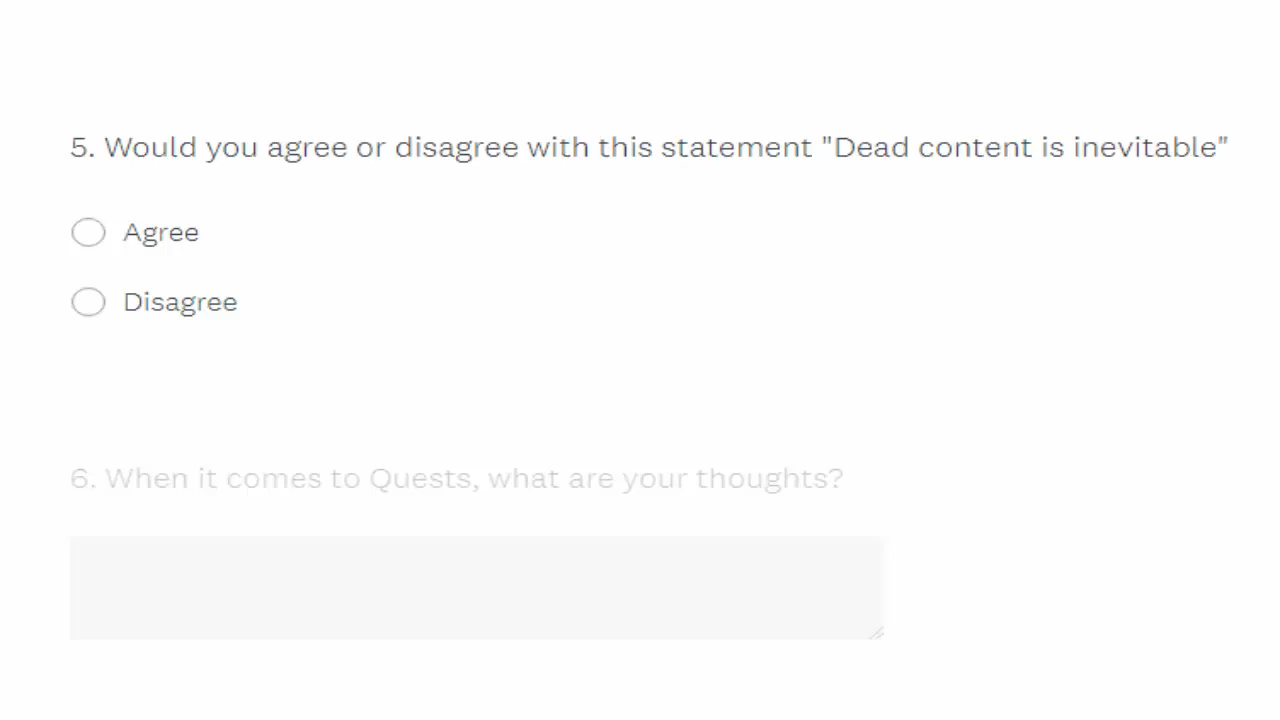 5. Would you agree or disagree with this statement "Dead content is inevitable"
Agree
Disagree
6. When it comes to Quests, what are your thoughts?